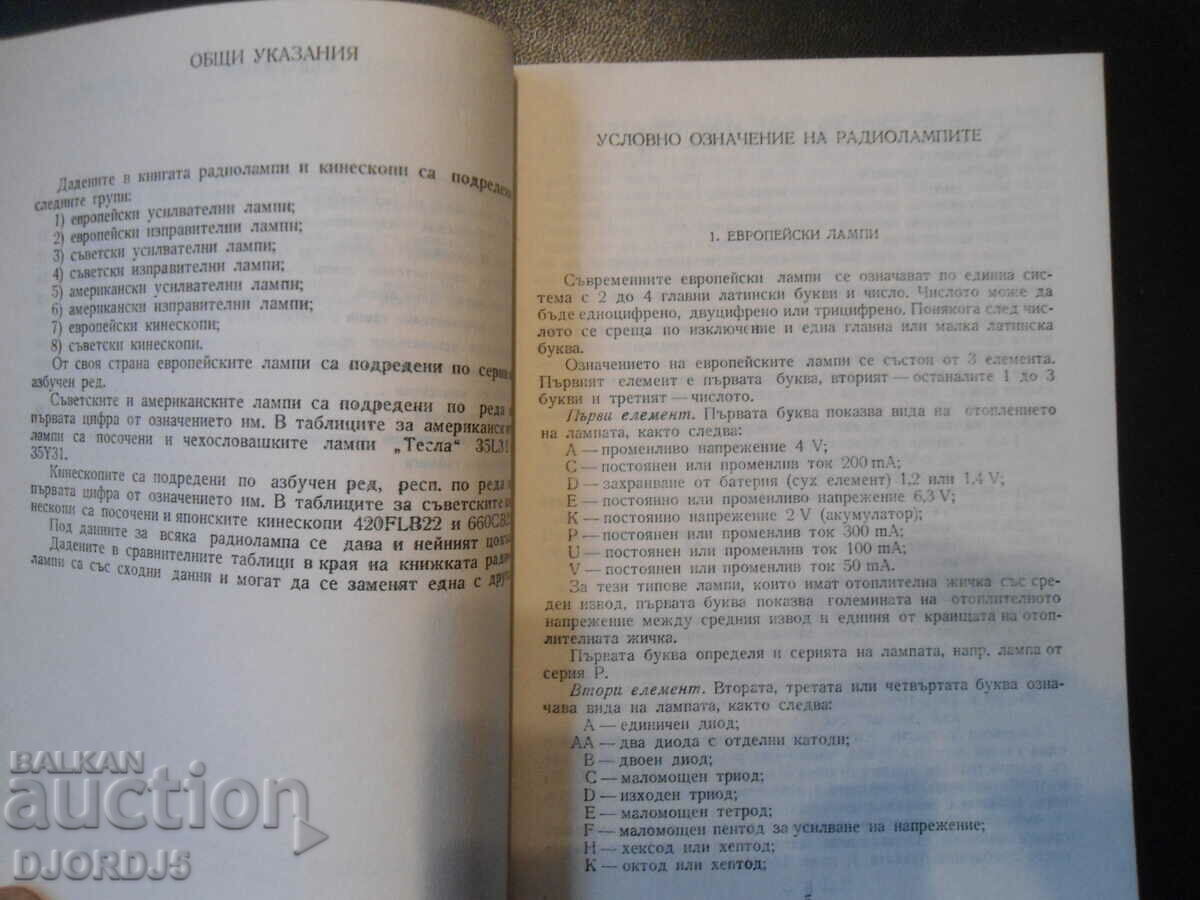 ОБЩИ УКАЗАНИЯ
Дадените в книгата радиолампи и кинескопи са подредени
следните групи:
1) европейски усилвателни лампи;
2) европейски изправителни лампи;
3) съветски усилвателни лампи;
4) съветски изправителни лампи;
5) американски усилвателни лампи;
6) американски изправителни лампи;
7) европейски кинескопи;
8) съветски кинескопи.
От своя страна европейските лампи са подредени по серии
азбучен ред.
Съветските и американските лампи са подредени по реда
първата цифра от означението им. В таблиците за американски
лампи са посочени и чехословашките лампи „Тесла" 35L31
35Y31.
Кинескопите са подредени по азбучен ред, респ. по реда
първата цифра от означението им. В таблиците за съветските
нескопи са посочени и японските кинескопи 420FLB22 и 660CB2
Под данните за всяка радиолампа се дава и нейният цокъл
Дадените в сравнителните таблици в края на книжката радио
лампи са със сходни данни и могат да се заменят една с друг
УСЛОВНО ОЗНАЧЕНИЕ НА РАДИОЛАМПИТЕ
1. ЕВРОПЕЙСКИ ЛАМПИ
Съвременните европейски лампи се означават по единна сис-
тема с 2 до 4 главни латински букви и число. Числото може да
бъде едноцифрено, двуцифрено или трицифрено. Понякога след чис-
лото се среща по изключение и една главна или малка латинска
буква.
Означението на европейските лампи се състои от 3 елемента.
Първият елемент е първата буква, вторият — останалите 1 до 3
букви и третият — числото.
Първи елемент. Първата буква показва вида на отоплението
на лампата, както следва:
A — променливо напрежение 4 V;
C — постоянен или променлив ток 200 mA;
D — захранване от батерия (сух елемент) 1,2 или 1,4 V;
E — постоянно или променливо напрежение 6,3 V;
K — постоянно напрежение 2 V (акумулатор);
P — постоянен или променлив ток 300 mA;
U — постоянен или променлив ток 100 mA;
V — постоянен или променлив ток 50 mA.
За тези типове лампи, които имат отоплителна жичка със сре-
ден извод, първата буква показва големината на отоплителното
напрежение между средния извод и единия от краищата на отоп-
лителната жичка.
Първата буква определя и серията на лампата, напр. лампа от
серия P.
Втори елемент. Втората, третата или четвъртата буква озна-
чава вида на лампата, както следва:
A — единичен диод;
AA — два диода с отделни катоди;
B — двоен диод;
C — маломощен триод;
D — изходен триод;
E — маломощен тетрод;
F — маломощен пентод за усилване на напрежение;
H — хексод или хептод;
K — октод или хептод;
BALKAN
auction
DJORDJ5